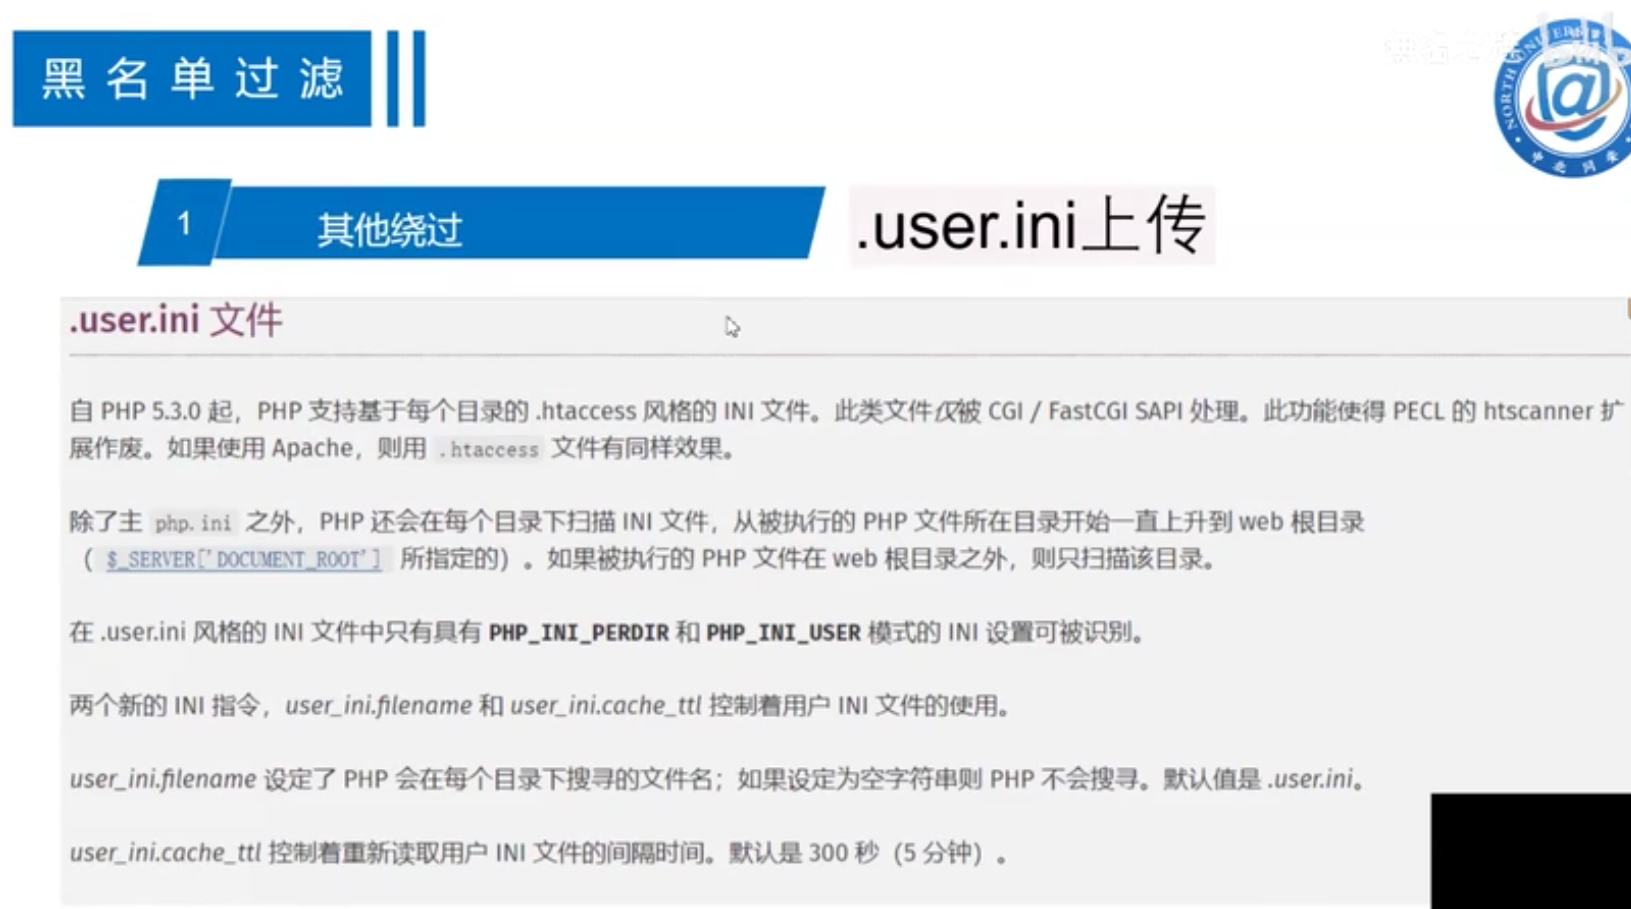 黑名单过滤
1
其他绕过
.user.ini上传
NORTH UNIVER
中北网安
.user.ini 文件
自 PHP 5.3.0 起，PHP 支持基于每个目录的 .htaccess 风格的 INI 文件。此类文件仅被 CGI / FastCGI SAPI 处理。此功能使得 PECL 的 htscanner 扩
展作废。如果使用 Apache，则用 .htaccess 文件有同样效果。
除了主 php.ini 之外，PHP 还会在每个目录下扫描 INI 文件，从被执行的 PHP 文件所在目录开始一直上升到 web 根目录
（ $_SERVER['DOCUMENT_ROOT'] 所指定的）。如果被执行的 PHP 文件在 web 根目录之外，则只扫描该目录。
在 .user.ini 风格的 INI 文件中只有具有 PHP_INI_PERDIR 和 PHP_INI_USER 模式的 INI 设置可被识别。
两个新的 INI 指令，user_ini.filename 和 user_ini.cache_ttl 控制着用户 INI 文件的使用。
user_ini.filename 设定了 PHP 会在每个目录下搜寻的文件名；如果设定为空字符串则 PHP 不会搜寻。默认值是 .user.ini。
user_ini.cache_ttl 控制着重新读取用户 INI 文件的间隔时间。默认是 300 秒（5 分钟）。